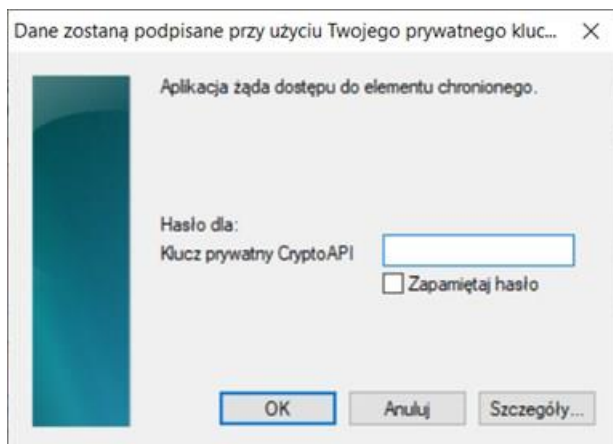 Dane zostaną podpisane przy użyciu Twojego prywatnego kluc...
Aplikacja żąda dostępu do elementu chronionego.
Hasło dla:
Klucz prywatny CryptoAPI
Zapamiętaj hasło
OK Anuluj Szczegóły...